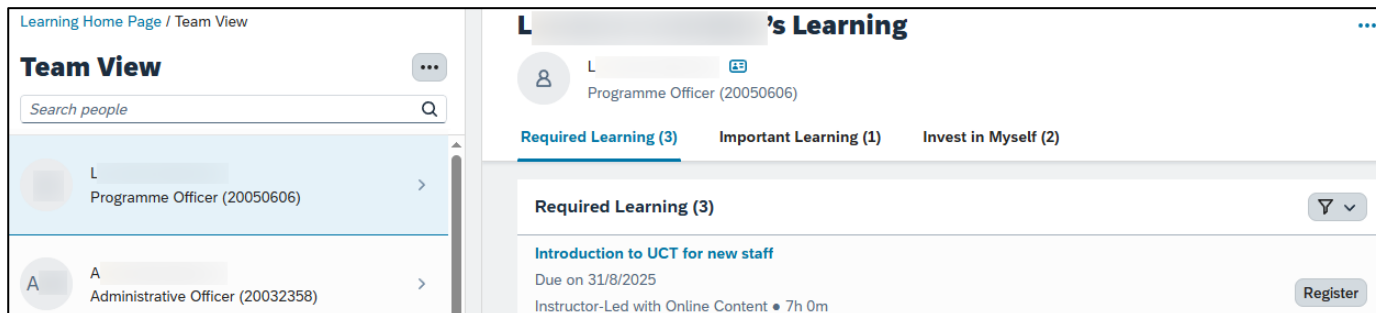 Learning Home Page / Team View
Team View
Search people
L
Programme Officer (20050606)
A
A
Administrative Officer (20032358)
L 's Learning
L
Programme Officer (20050606)
Required Learning (3) Important Learning (1) Invest in Myself (2)
Required Learning (3)
Introduction to UCT for new staff
Due on 31/8/2025
Instructor-Led with Online Content • 7h 0m
Register